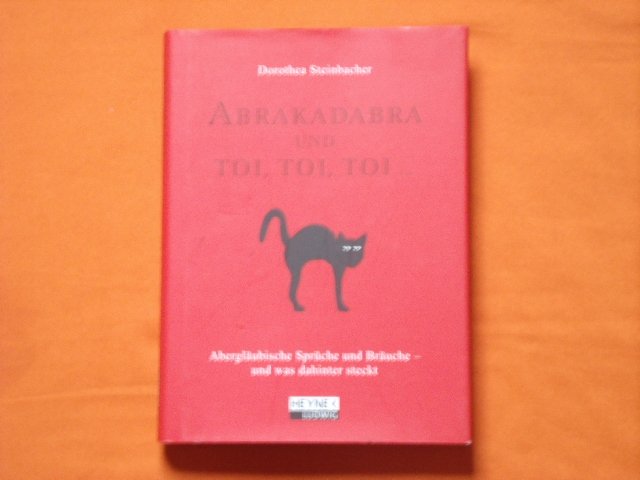 Dorothea Steinbacher
ABRAKADABRA
UND
TOI, TOI, TOI ...
Abergläubische Sprüche und Bräuche –
und was dahinter steckt
HEYNE
LUDWIG